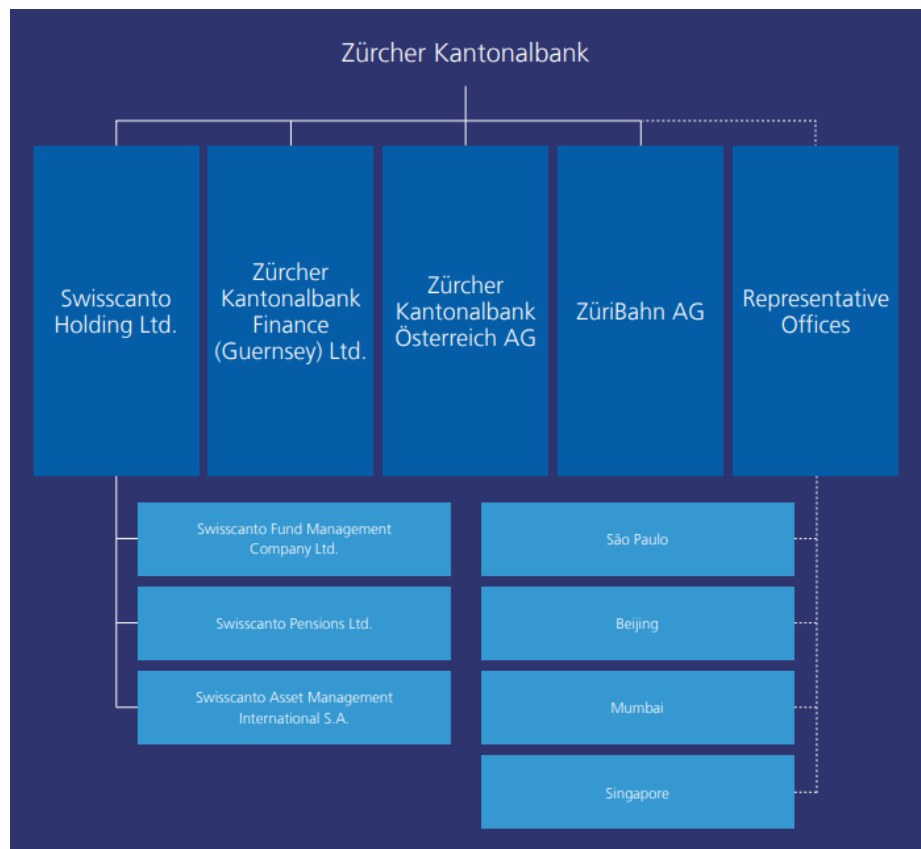 Zürcher Kantonalbank
Swisscanto
Holding Ltd.
Zürcher
Kantonalbank
Finance
(Guernsey) Ltd.
Zürcher
Kantonalbank
Österreich AG
ZüriBahn AG
Representative
Offices
Swisscanto Fund Management
Company Ltd.
Swisscanto Pensions Ltd.
Swisscanto Asset Management
International S.A.
São Paulo
Beijing
Mumbai
Singapore